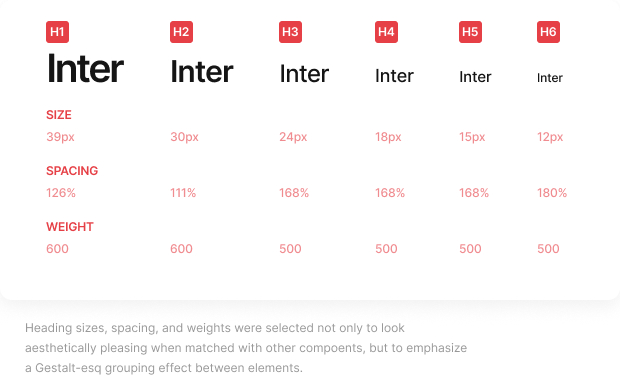 H1 H2 H3 H4 H5 H6
Inter Inter Inter Inter Inter Inter
SIZE
39px 30px 24px 18px 15px 12px
SPACING
126% 111% 168% 168% 168% 180%
WEIGHT
600 600 500 500 500 500
Heading sizes, spacing, and weights were selected not only to look
aesthetically pleasing when matched with other compoents, but to emphasize
a Gestalt-esq grouping effect between elements.